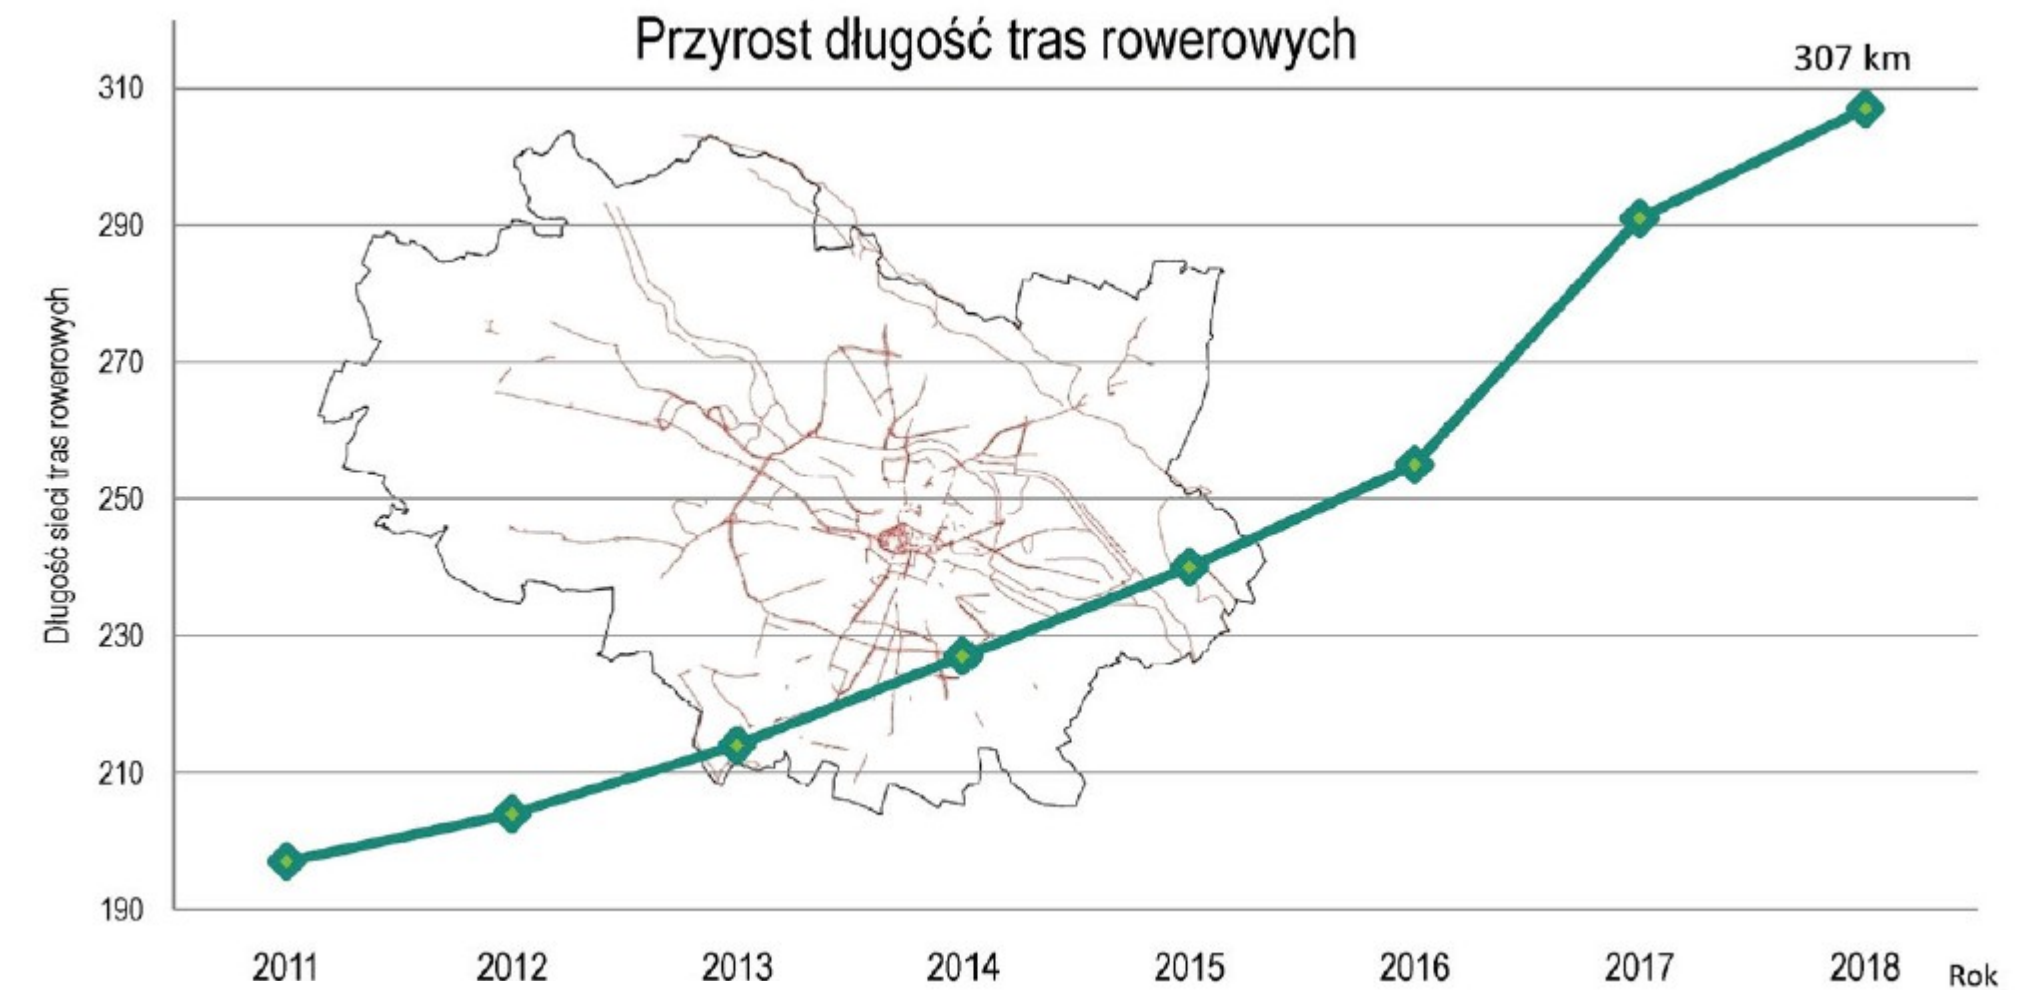 Przyrost długość tras rowerowych
307 km
310
290
270
250
230
210
190
Długość sieci tras rowerowych
2011 2012 2013 2014 2015 2016 2017 2018 Rok